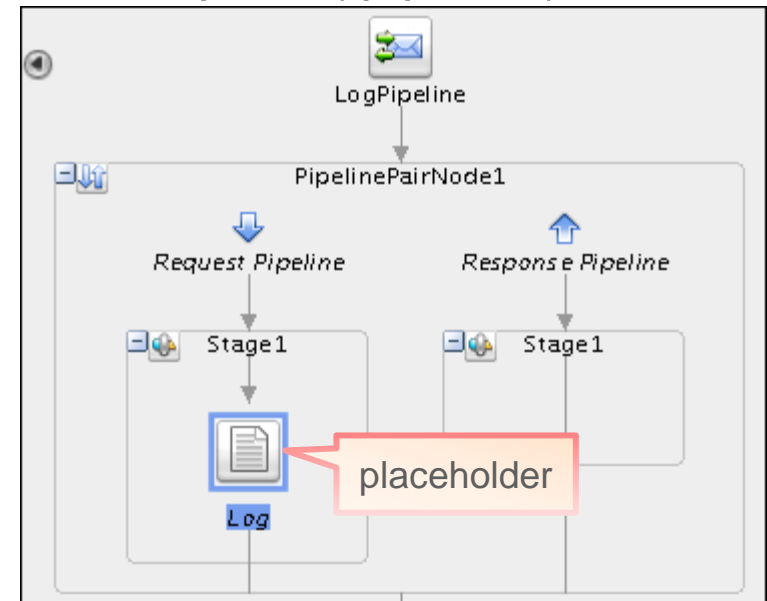 LogPipeline
PipelinePairNode1
Request Pipeline
Response Pipeline
Stage1
Stage1
placeholder
Log